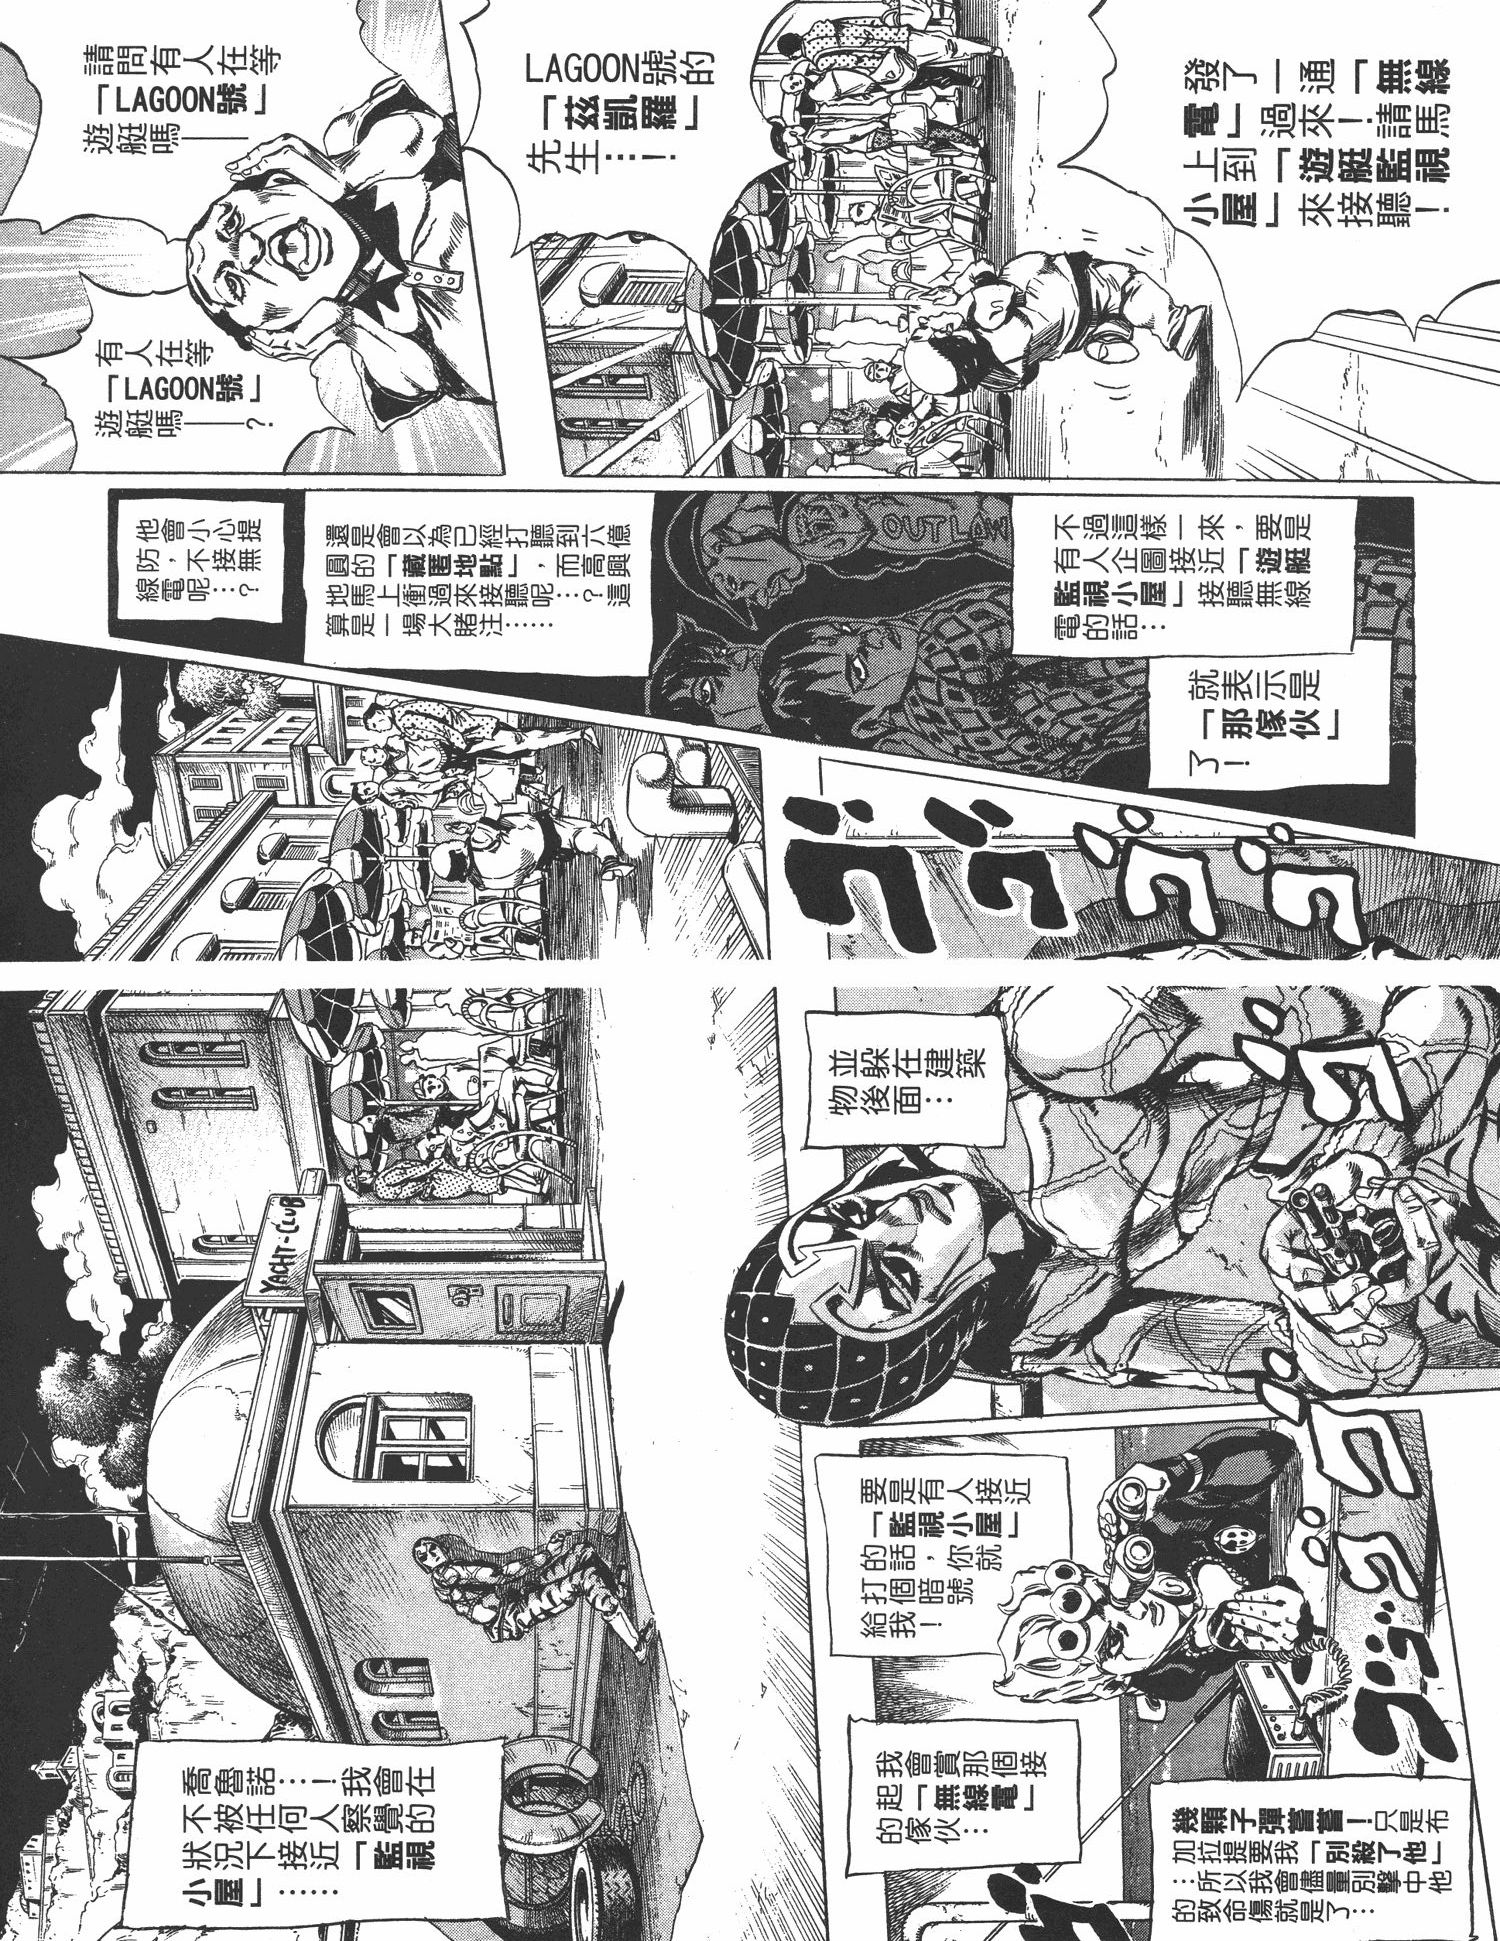 請問有人在等
「LAGOON號」
遊艇嗎——
有人在等
「LAGOON號」
遊艇嗎——?
LAGOON號的
「茲凱羅」
先生…!
發了一通「無線
電」過來!請馬
上到「遊艇監視
小屋」來接聽!
他會小心提
防,不接無
線電呢…?
還是會以為已經打聽到六億
圓的「藏匿地點」,而高興
地馬上衝過來接聽呢…?這
算是一場大賭注……
不過這樣一來,要是
有人企圖接近「遊艇
監視小屋」接聽無線
電的話…
就表示是
「那傢伙」
了!
ゴゴゴゴ
YACHT-CLUB
喬魯諾…!我會在
不被任何人察覺的
狀況下接近「監視
小屋」……
並躲在建築
物後面…
ゴゴゴゴゴ
要是有人接近
「監視小屋」
的話,你就
打個暗號
給我!
我會賞那個接
起「無線電」
的傢伙…
幾顆子彈嘗嘗!只是布
加拉提要我「別殺了他」
…所以我會儘量別擊中他
的致命傷就是了…